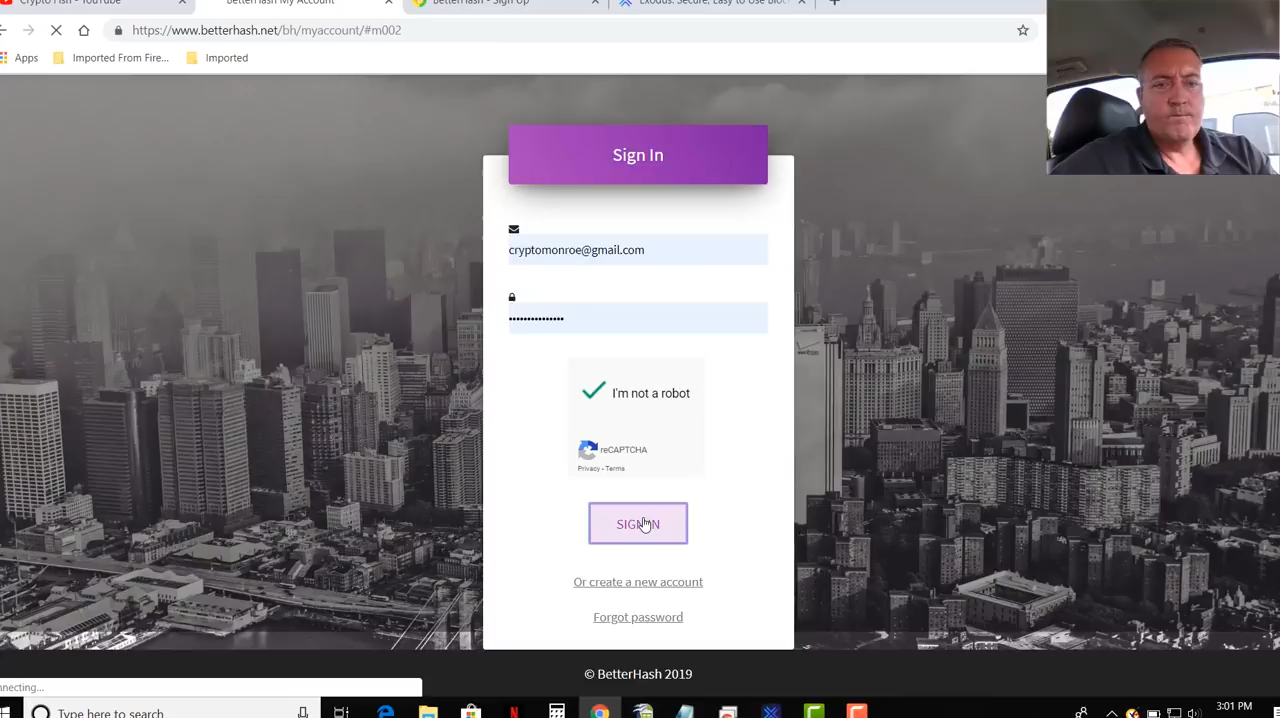 Crypto Fish - YouTube
BetterHash My Account
BetterHash - Sign Up
Exodus: Secure, Easy to Use Bloc
https://www.betterhash.net/bh/myaccount/#m002
Apps
Imported From Fire...
Imported
Sign In
cryptomonroe@gmail.com
•••••••••••••••
I'm not a robot
reCAPTCHA
Privacy - Terms
SIGN IN
Or create a new account
Forgot password
© BetterHash 2019
nnecting...
Type here to search
3:01 PM